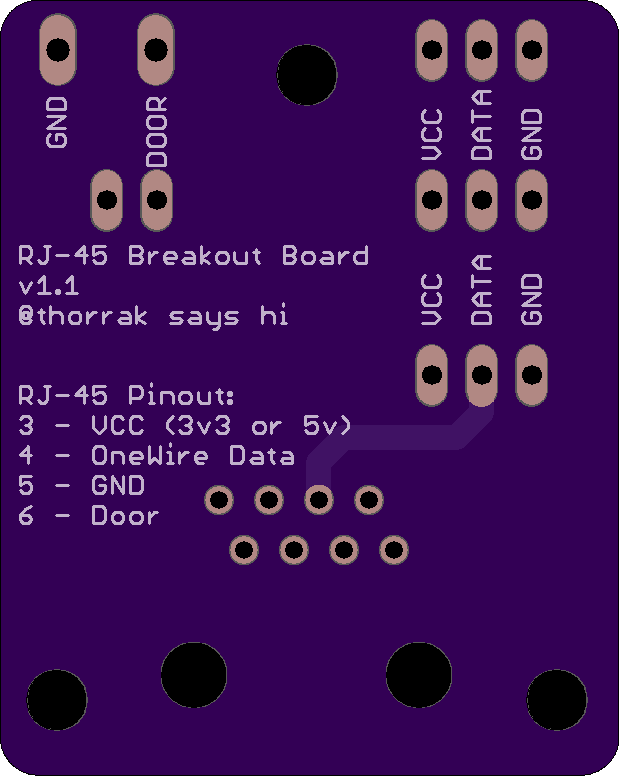 GND
DOOR
VCC
DATA
GND
RJ-45 Breakout Board
v1.1
@thorrak says hi
VCC
DATA
GND
RJ-45 Pinout:
3 - VCC (3v3 or 5v)
4 - OneWire Data
5 - GND
6 - Door